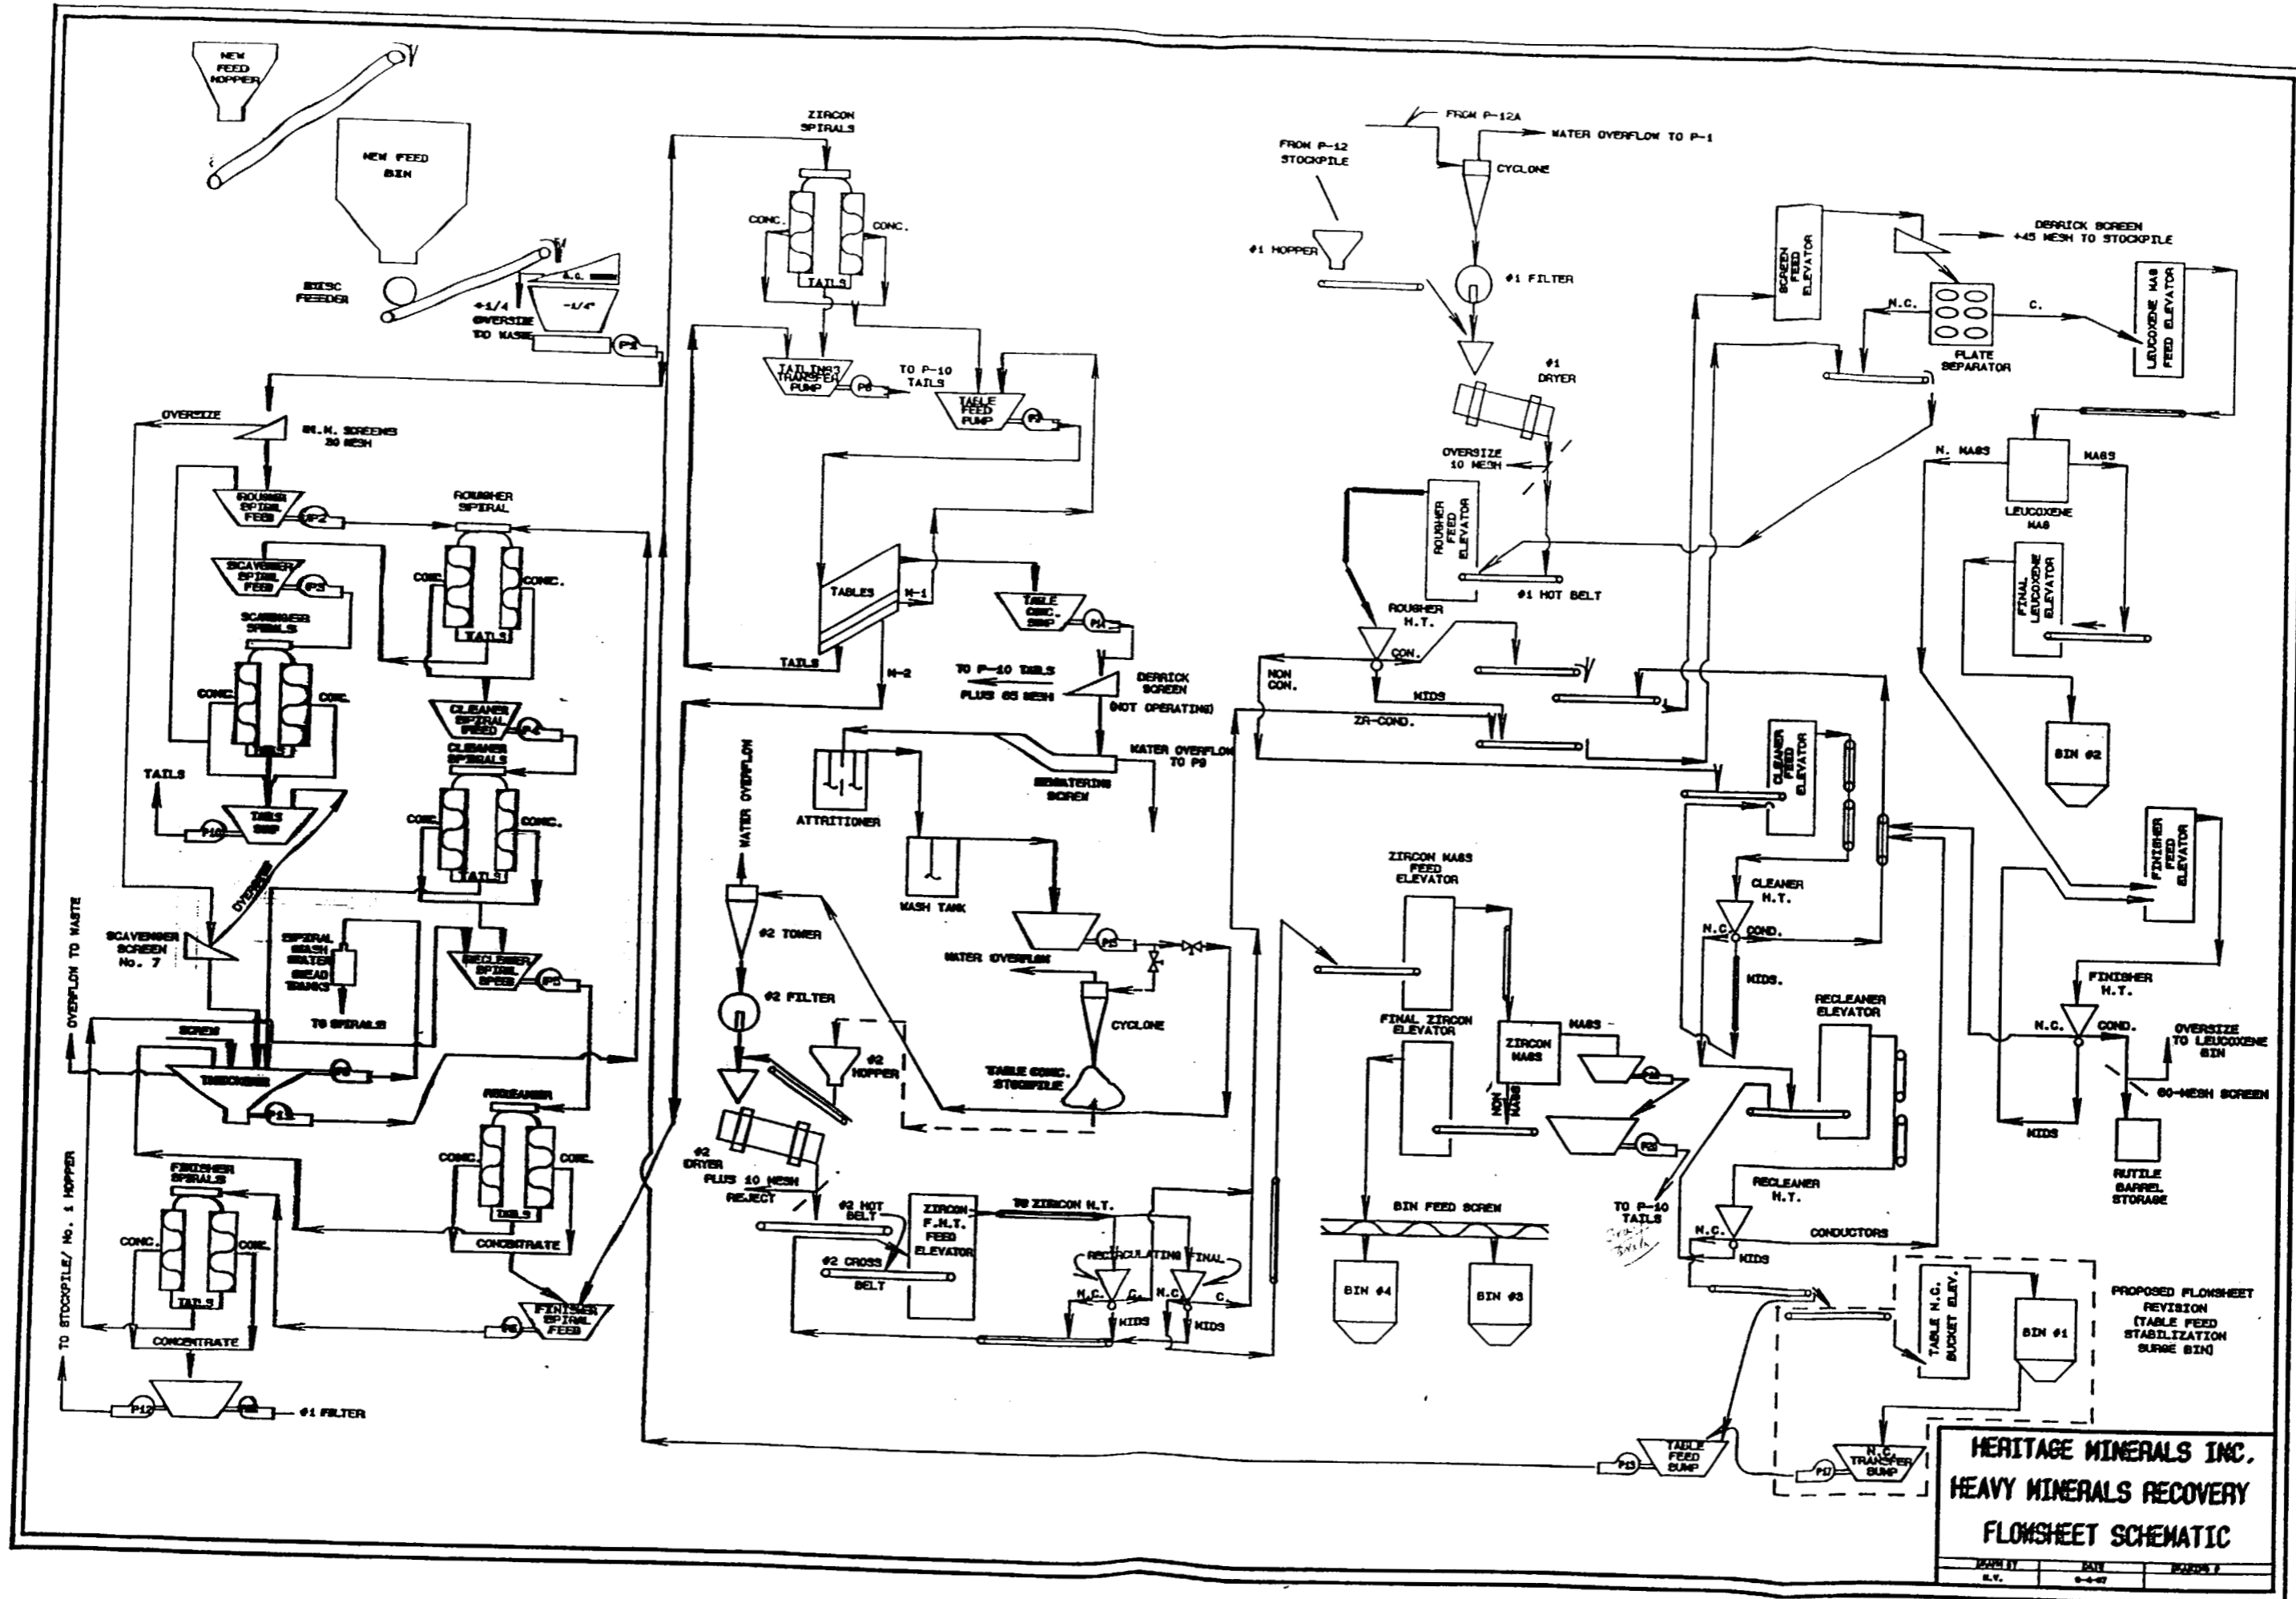 NEW
FEED
HOPPER
NEW FEED
BIN
DISC
FEEDER
+1/4
OVERSIZE
TO WASTE
-1/4"
OVERSIZE
SCREENS
ROUGHER
SPIRAL
FEED
P2
ROUGHER
SPIRAL
CONC.
CONC.
TAILS
SCAVENGER
SPIRAL
FEED
P3
SCAVENGER
SPIRALS
CONC.
CONC.
TAILS
CLEANER
SPIRAL
FEED
P4
CLEANER
SPIRALS
CONC.
CONC.
TAILS
TAILS
P10
TAILS
SUMP
OVERSIZE
SCAVENGER
SCREEN
No. 7
SPIRAL
WASH
WATER
HEAD
TANKS
TO SPIRALS
RECLEANER
SPIRAL
P5
OVERFLOW TO WASTE
SCREW
THICKENER
P11
RECLEANER
CONC.
CONC.
TAILS
CONCENTRATE
FINISHER
SPIRALS
CONC.
CONC.
TAILS
CONCENTRATE
FINISHER
SPIRAL
FEED
TO STOCKPILE/ No. 1 HOPPER
P12
#1 FILTER
ZIRCON
SPIRALS
CONC.
CONC.
TAILS
TAILINGS
TRANSFER
PUMP
P8
TO P-10
TAILS
TABLE
FEED
PUMP
TABLES
M-1
M-2
TAILS
TABLE
CONC.
SUMP
P14
TO P-10 TAILS
PLUS 65 MESH
DERRICK
SCREEN
(NOT OPERATING)
WATER OVERFLOW
TO P9
DEWATERING
SCREW
ATTRITIONER
WASH TANK
WATER OVERFLOW
#2 TOWER
P15
WATER OVERFLOW
CYCLONE
#2 FILTER
#2
HOPPER
TABLE CONC.
STOCKPILE
#2
DRYER
PLUS 10 MESH
REJECT
#2 HOT
BELT
#2 CROSS
BELT
ZIRCON
F.H.T.
FEED
ELEVATOR
TO ZIRCON H.T.
RECIRCULATING
FINAL
N.C.
C.
N.C.
C.
MIDS
MIDS
FROM P-12A
WATER OVERFLOW TO P-1
FROM P-12
STOCKPILE
CYCLONE
#1 HOPPER
#1 FILTER
#1
DRYER
OVERSIZE
10 MESH
ROUGHER
FEED
ELEVATOR
#1 HOT BELT
ROUGHER
H.T.
CON.
NON
CON.
MIDS
ZR-COND.
SCREEN
FEED
ELEVATOR
DERRICK SCREEN
+45 MESH TO STOCKPILE
N.C.
C.
PLATE
SEPARATOR
LEUCOXENE MAG
FEED ELEVATOR
N. MAGS
MAGS
LEUCOXENE
MAG
FINAL
LEUCOXENE
ELEVATOR
BIN #2
CLEANER
FEED
ELEVATOR
CLEANER
H.T.
N.C.
COND.
MIDS.
ZIRCON MAGS
FEED
ELEVATOR
FINAL ZIRCON
ELEVATOR
ZIRCON
MAGS
MAGS
NON
MAGS
TO P-10
TAILS
BIN FEED SCREW
BIN #4
BIN #3
RECLEANER
ELEVATOR
RECLEANER
H.T.
N.C.
CONDUCTORS
MIDS
FINISHER
FEED
ELEVATOR
FINISHER
H.T.
N.C.
COND.
MIDS
OVERSIZE
TO LEUCOXENE
BIN
60-MESH SCREEN
RUTILE
BARREL
STORAGE
TABLE N.C.
BUCKET ELEV.
BIN #1
PROPOSED FLOWSHEET
REVISION
(TABLE FEED
STABILIZATION
SURGE BIN)
P13
TABLE
FEED
SUMP
P17
N.C.
TRANSFER
SUMP
HERITAGE MINERALS INC.
HEAVY MINERALS RECOVERY
FLOWSHEET SCHEMATIC
DRAWN BY
DATE